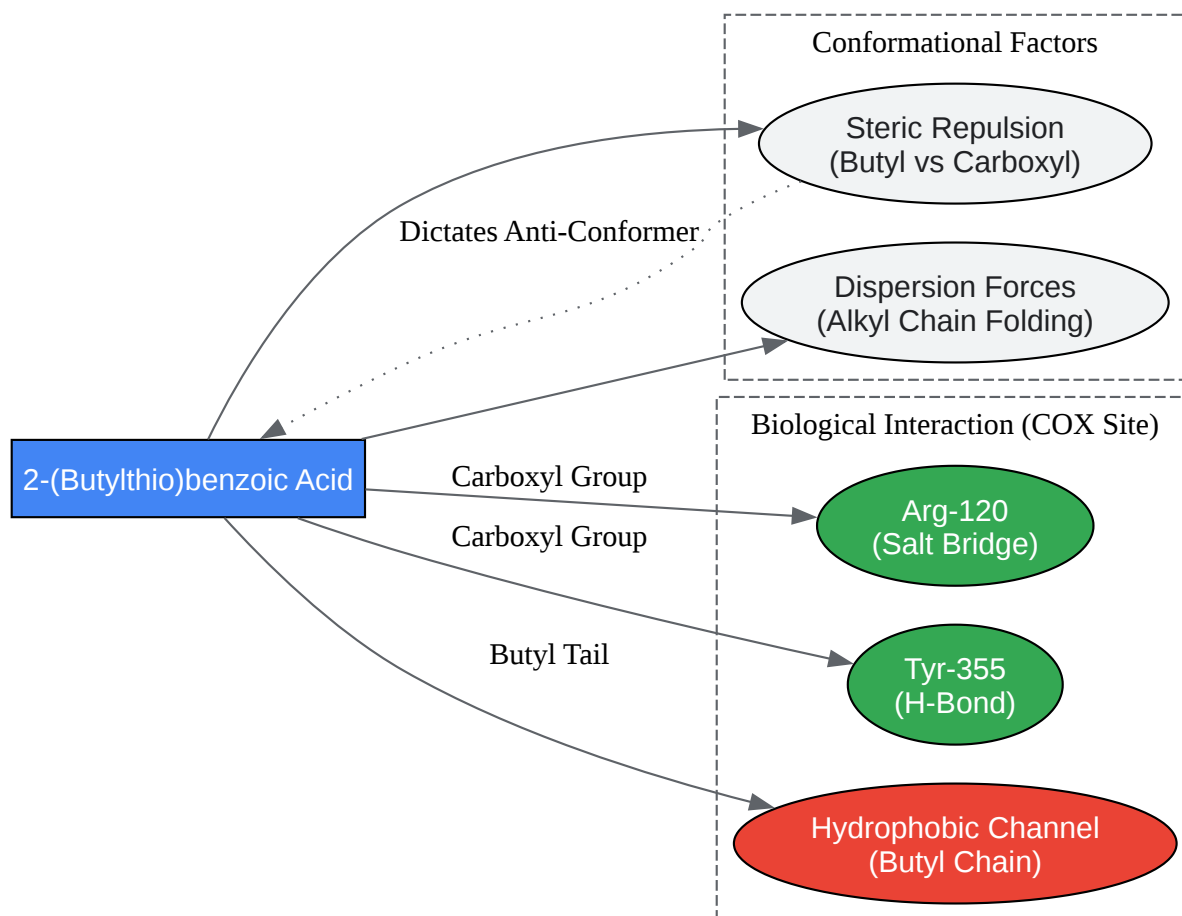 Conformational Factors
Steric Repulsion
(Butyl vs Carboxyl)
Dictates Anti-Conformer
Dispersion Forces
(Alkyl Chain Folding)
Biological Interaction (COX Site)
2-(Butylthio)benzoic Acid
Carboxyl Group
Arg-120
(Salt Bridge)
Carboxyl Group
Tyr-355
(H-Bond)
Butyl Tail
Hydrophobic Channel
(Butyl Chain)